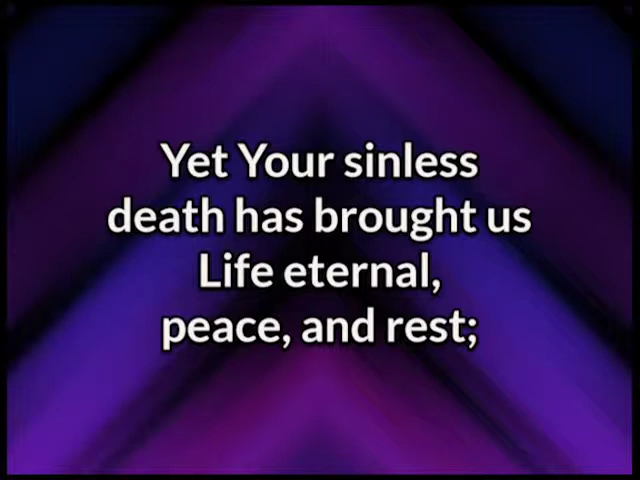 Yet Your sinless
death has brought us
Life eternal,
peace, and rest;